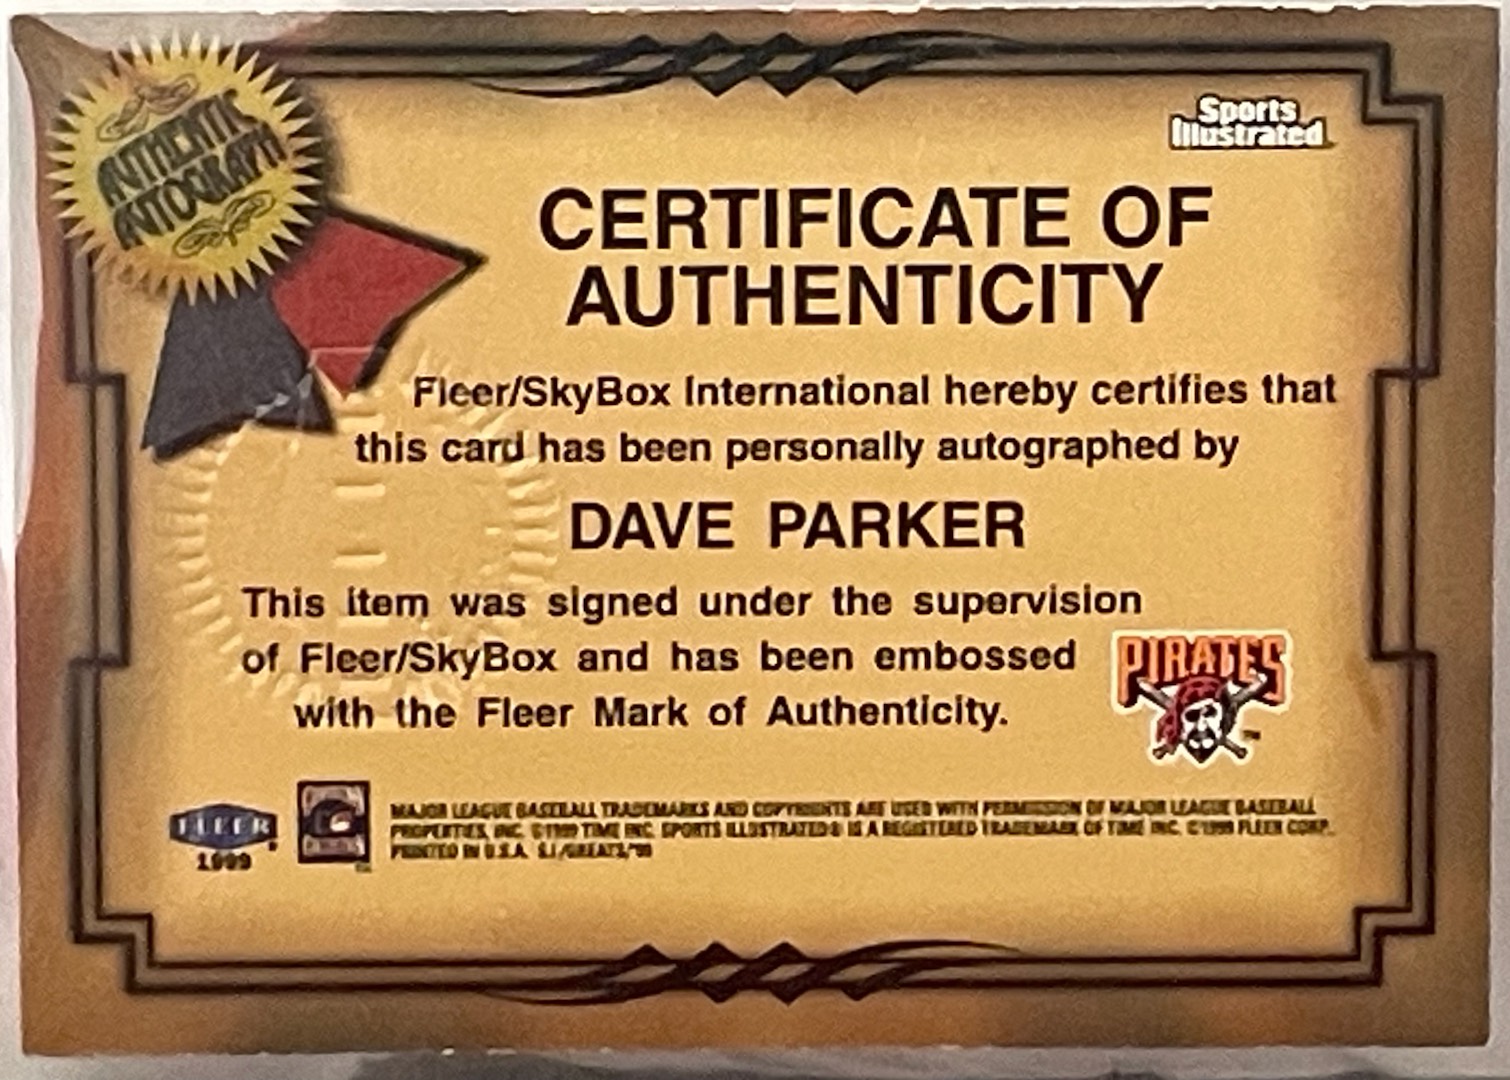 AUTHENTIC
AUTOGRAPH
Sports
Illustrated
CERTIFICATE OF
AUTHENTICITY
Fleer/SkyBox International hereby certifies that
this card has been personally autographed by
DAVE PARKER
This item was signed under the supervision
of Fleer/SkyBox and has been embossed
with the Fleer Mark of Authenticity.
PIRATES
TM
FLEER
1999
MAJOR LEAGUE BASEBALL TRADEMARKS AND COPYRIGHTS ARE USED WITH PERMISSION OF MAJOR LEAGUE BASEBALL
PROPERTIES, INC. ©1999 TIME INC. SPORTS ILLUSTRATED® IS A REGISTERED TRADEMARK OF TIME INC. ©1999 FLEER CORP.
PRINTED IN U.S.A. S.I./GREATS/'99